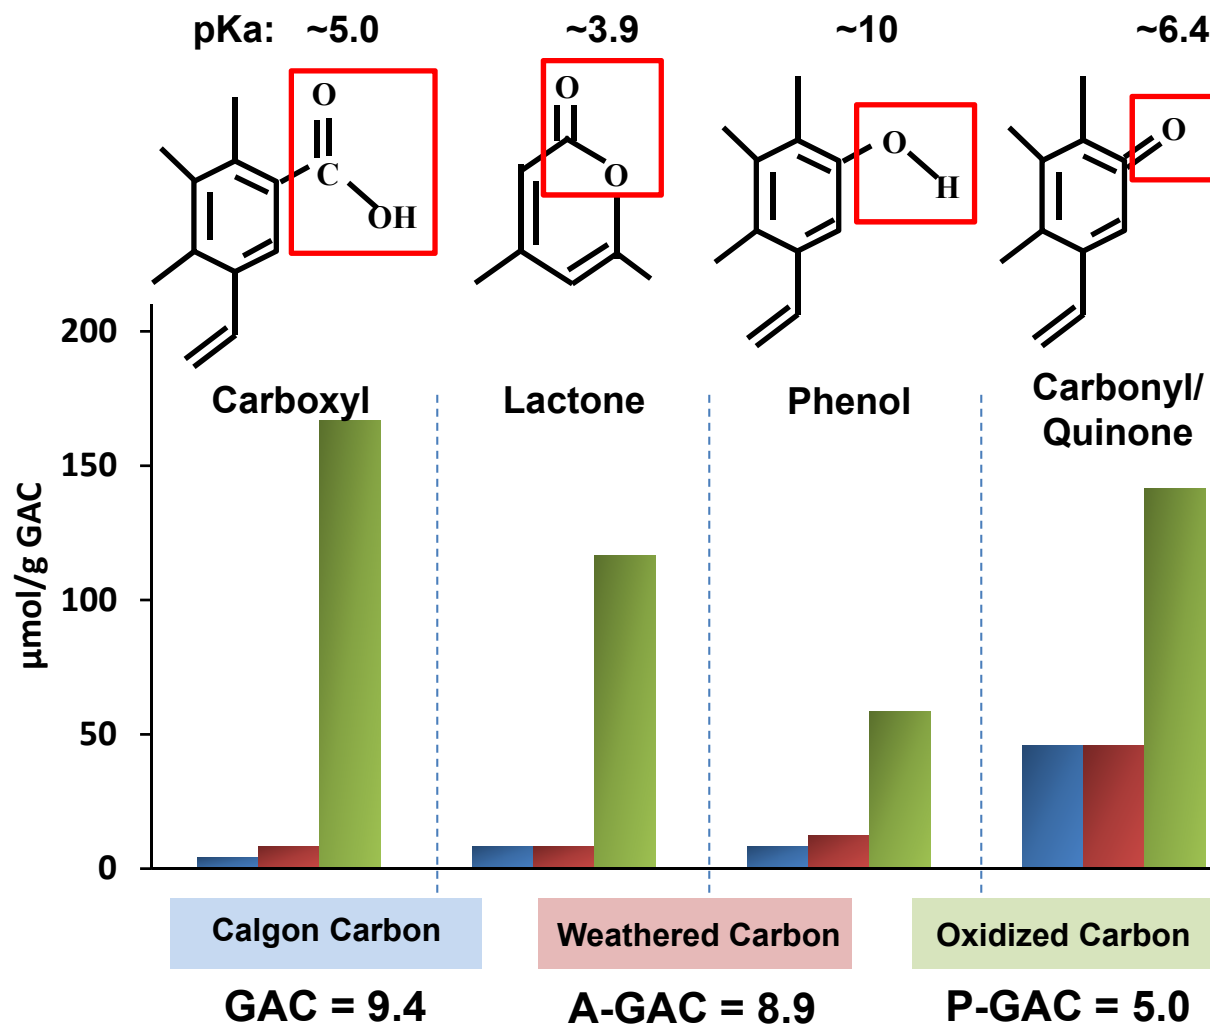 pKa: ~5.0 ~3.9 ~10 ~6.4
O
C
OH
O
O
O
H
O
Carboxyl
Lactone
Phenol
Carbonyl/
Quinone
μmol/g GAC
200
150
100
50
0
Calgon Carbon
Weathered Carbon
Oxidized Carbon
GAC = 9.4
A-GAC = 8.9
P-GAC = 5.0